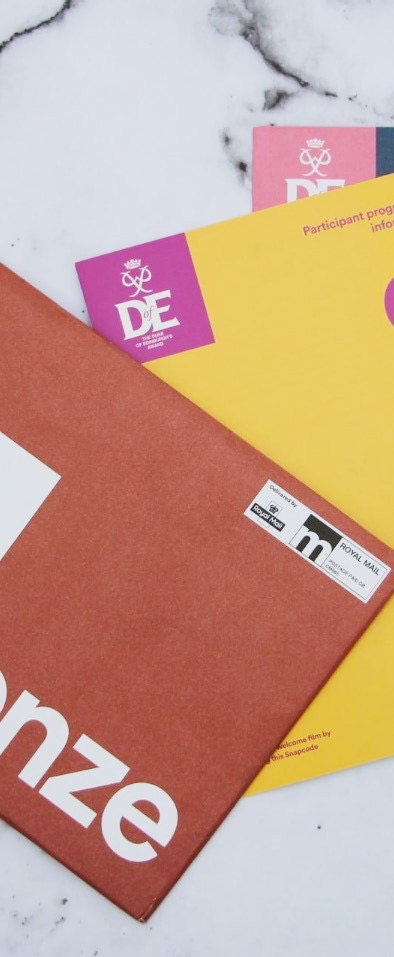 DE
Participant prog
info
DofE
THE DUKE
OF EDINBURGH'S
AWARD
Delivered by
Royal Mail
m
ROYAL MAIL
POSTAGE PAID GB
onze
welcome film by
this Snapcode